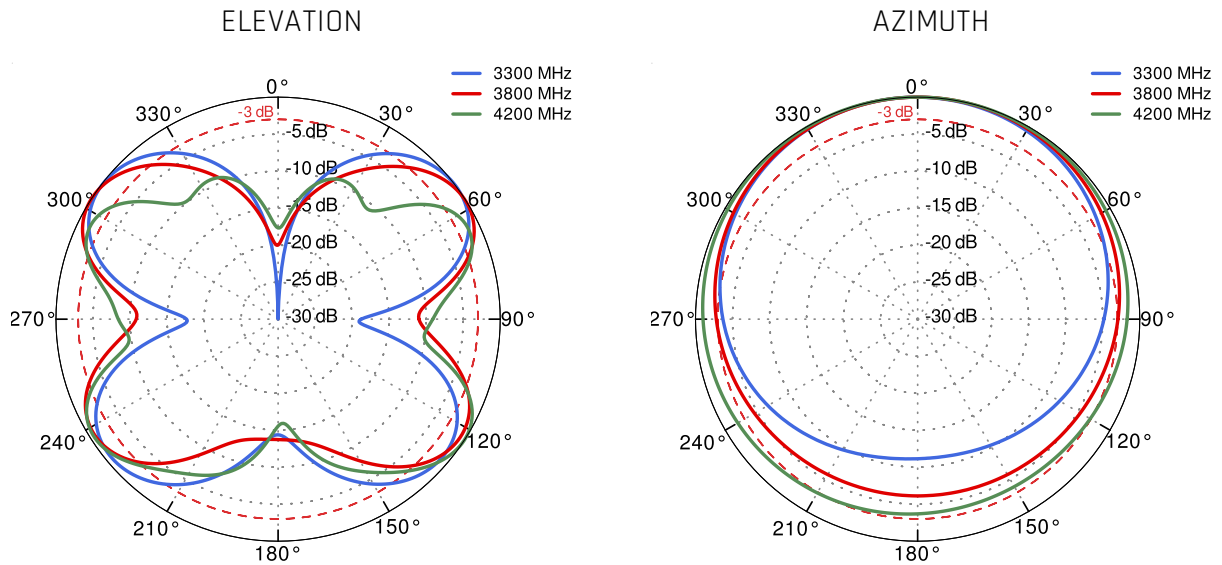 ELEVATION
3300 MHz
3800 MHz
4200 MHz
0°
30°
60°
90°
120°
150°
180°
210°
240°
270°
300°
330°
-3 dB
-5 dB
-10 dB
-15 dB
-20 dB
-25 dB
-30 dB
AZIMUTH
3300 MHz
3800 MHz
4200 MHz
0°
30°
60°
90°
120°
150°
180°
210°
240°
270°
300°
330°
-3 dB
-5 dB
-10 dB
-15 dB
-20 dB
-25 dB
-30 dB